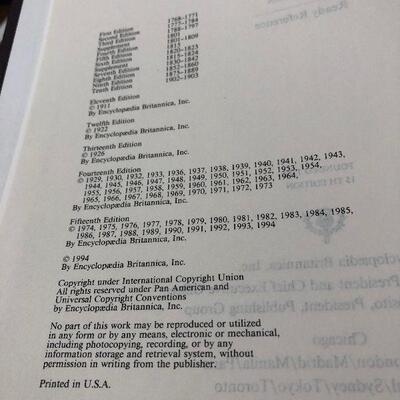 Ready Reference
First Edition 1768-1771
Second Edition 1777-1784
Third Edition 1788-1797
Supplement 1801
Fourth Edition 1801-1809
Fifth Edition 1815
Sixth Edition 1820-1823
Supplement 1815-1824
Seventh Edition 1830-1842
Eighth Edition 1852-1860
Ninth Edition 1875-1889
Tenth Edition 1902-1903
Eleventh Edition
© 1911
By Encyclopædia Britannica, Inc.
Twelfth Edition
© 1922
By Encyclopædia Britannica, Inc.
Thirteenth Edition
© 1926
By Encyclopædia Britannica, Inc.
Fourteenth Edition
© 1929, 1930, 1932, 1933, 1936, 1937, 1938, 1939, 1940, 1941, 1942, 1943,
1944, 1945, 1946, 1947, 1948, 1949, 1950, 1951, 1952, 1953, 1954,
1955, 1956, 1957, 1958, 1959, 1960, 1961, 1962, 1963, 1964,
1965, 1966, 1967, 1968, 1969, 1970, 1971, 1972, 1973
By Encyclopædia Britannica, Inc.
Fifteenth Edition
© 1974, 1975, 1976, 1977, 1978, 1979, 1980, 1981, 1982, 1983, 1984, 1985,
1986, 1987, 1988, 1989, 1990, 1991, 1992, 1993, 1994
By Encyclopædia Britannica, Inc.
© 1994
By Encyclopædia Britannica, Inc.
Copyright under International Copyright Union
All rights reserved under Pan American and
Universal Copyright Conventions
by Encyclopædia Britannica, Inc.
No part of this work may be reproduced or utilized
in any form or by any means, electronic or mechanical,
including photocopying, recording, or by any
information storage and retrieval system, without
permission in writing from the publisher.
Printed in U.S.A.